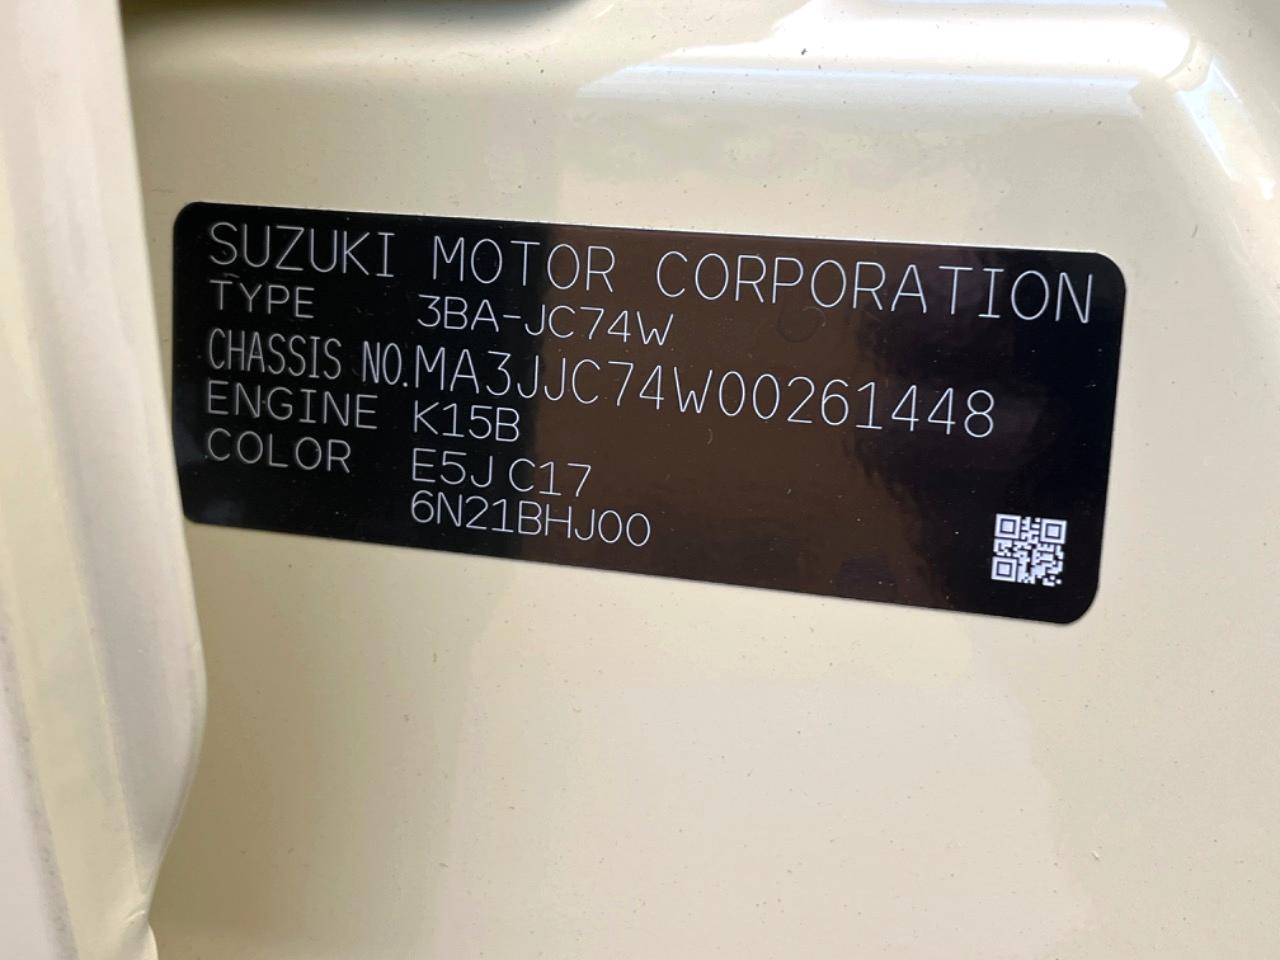 SUZUKI MOTOR CORPORATION
TYPE 3BA-JC74W
CHASSIS NO. MA3JJC74W00261448
ENGINE K15B
COLOR E5J C17
6N21BHJ00